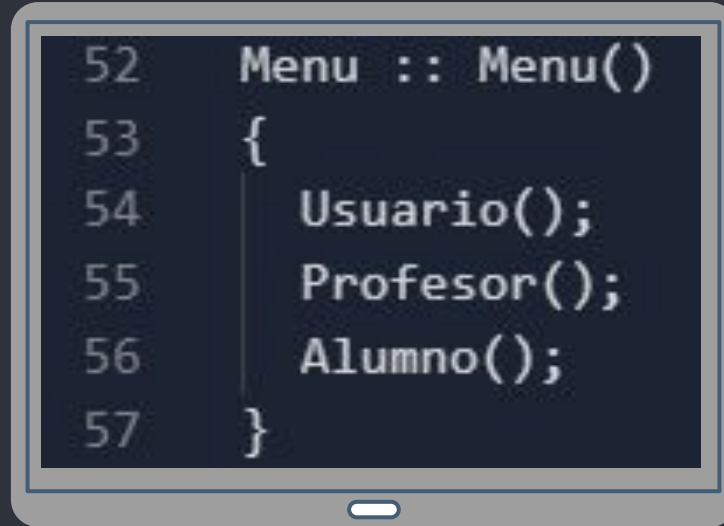 52 Menu :: Menu()
53 {
54 Usuario();
55 Profesor();
56 Alumno();
57 }